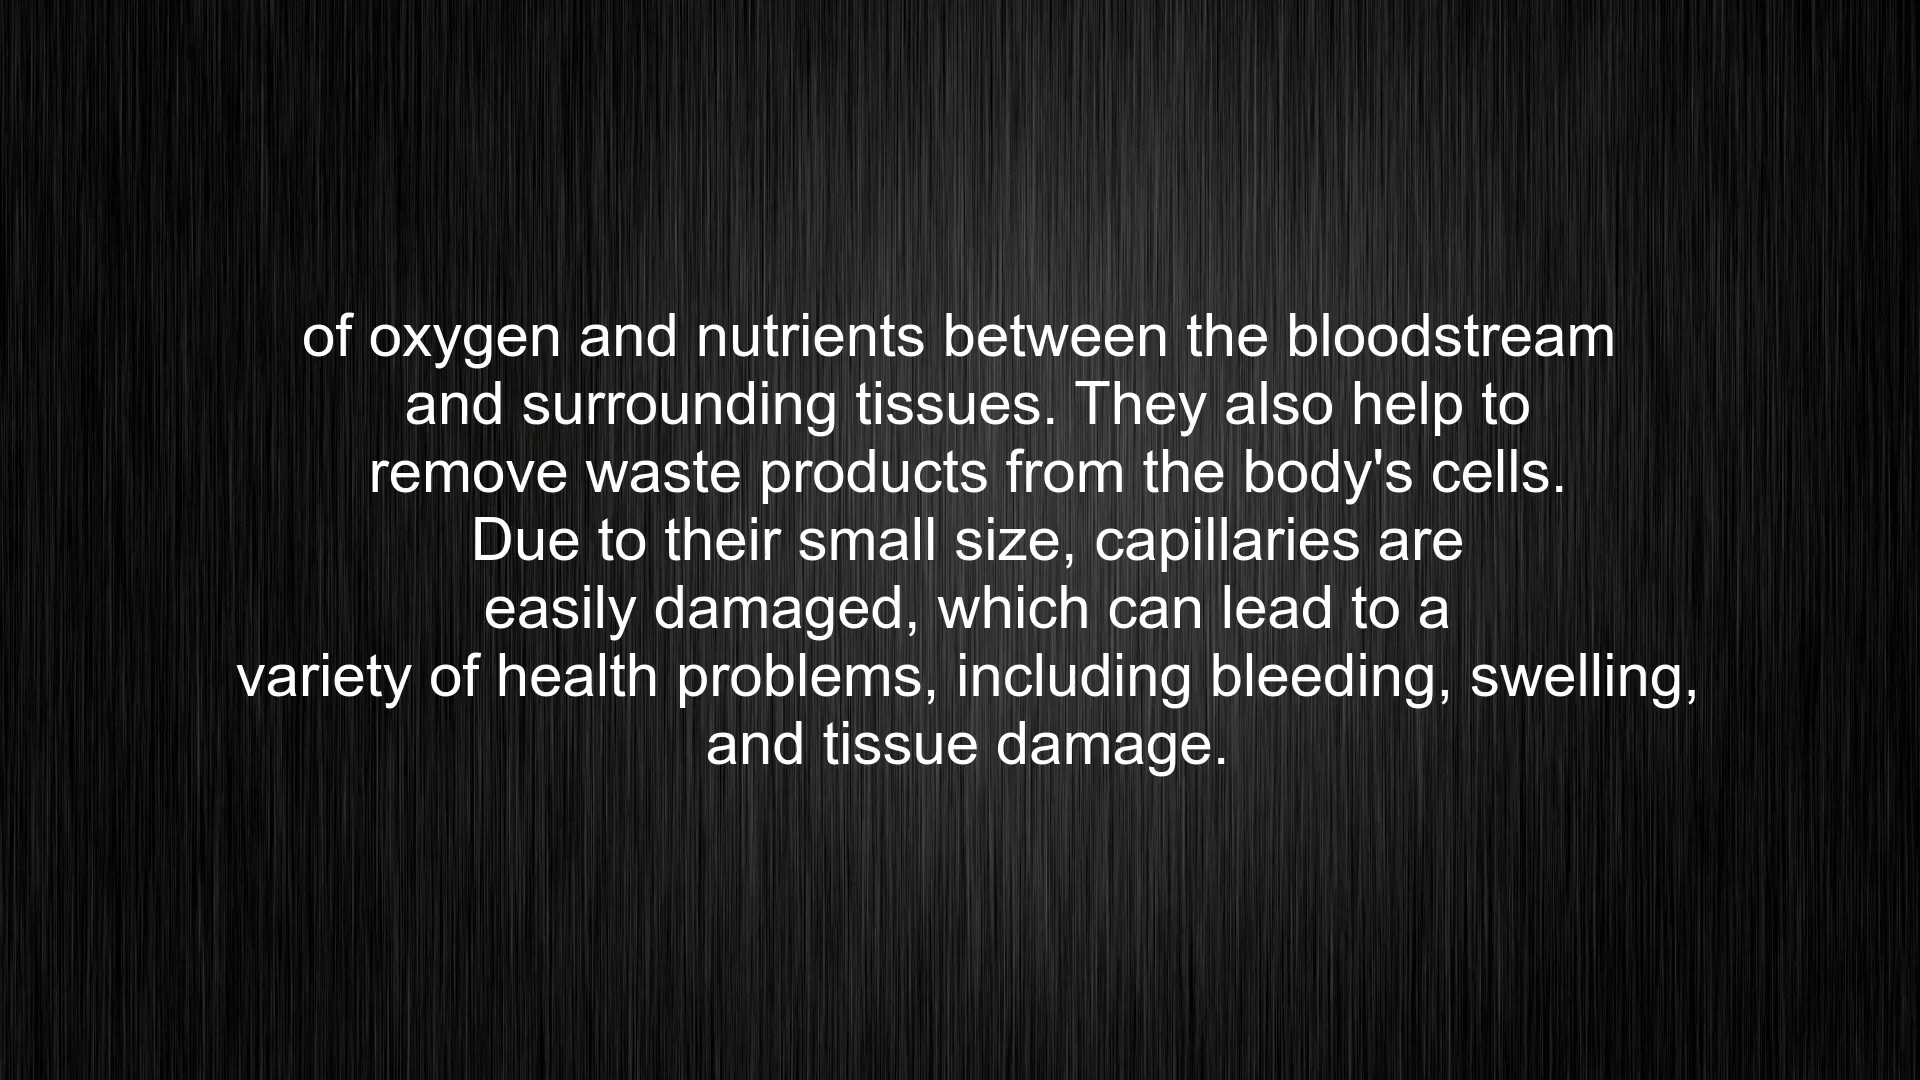 of oxygen and nutrients between the bloodstream
and surrounding tissues. They also help to
remove waste products from the body's cells.
Due to their small size, capillaries are
easily damaged, which can lead to a
variety of health problems, including bleeding, swelling,
and tissue damage.